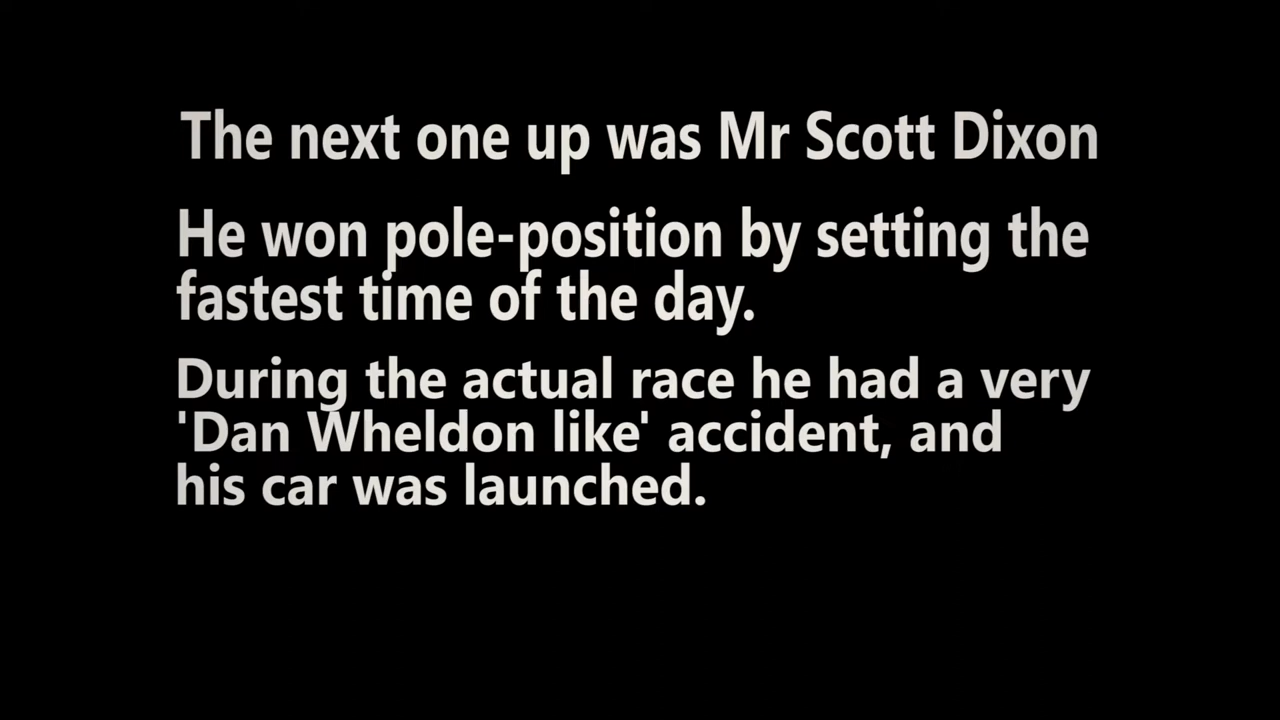 The next one up was Mr Scott Dixon
He won pole-position by setting the
fastest time of the day.
During the actual race he had a very
'Dan Wheldon like' accident, and
his car was launched.